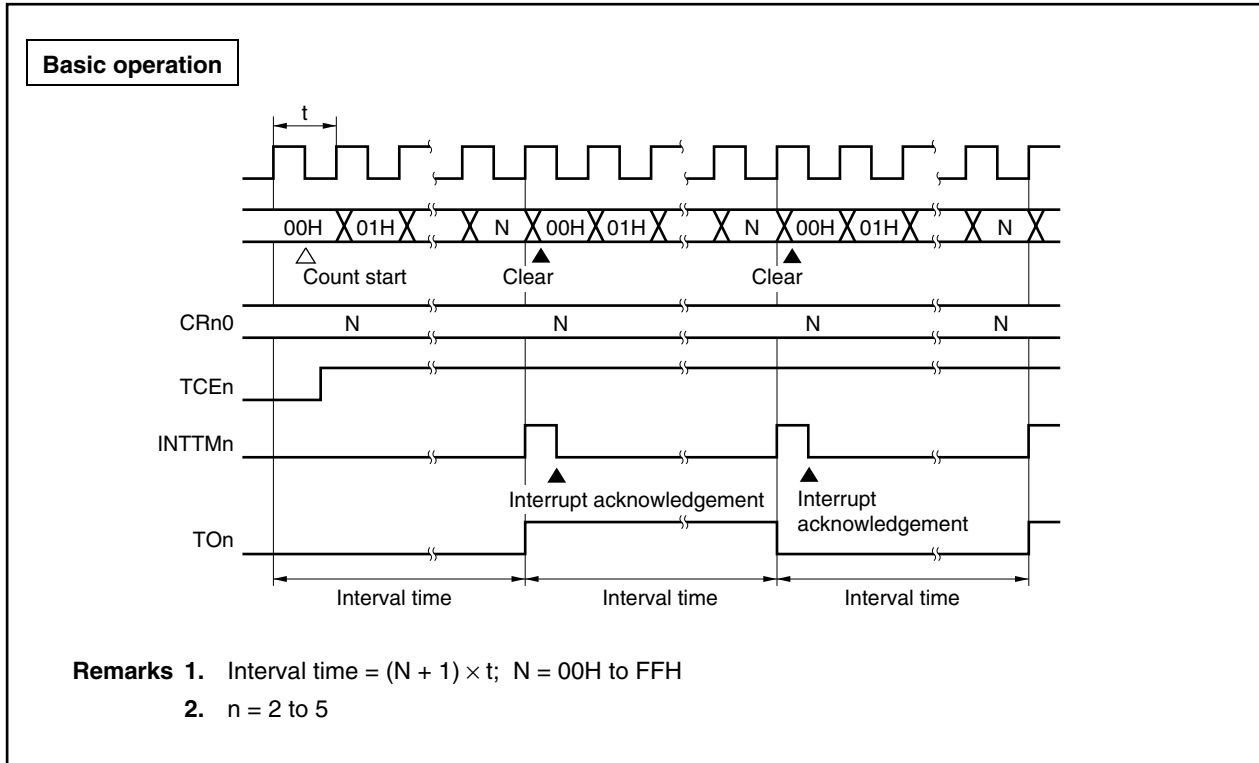 Basic operation
t
00H 01H N 00H 01H N 00H 01H N
Count start Clear Clear
CRn0 N N N N
TCEn
INTTMn
Interrupt acknowledgement Interrupt
acknowledgement
TOn
Interval time Interval time Interval time
Remarks 1. Interval time = (N + 1) × t; N = 00H to FFH
2. n = 2 to 5